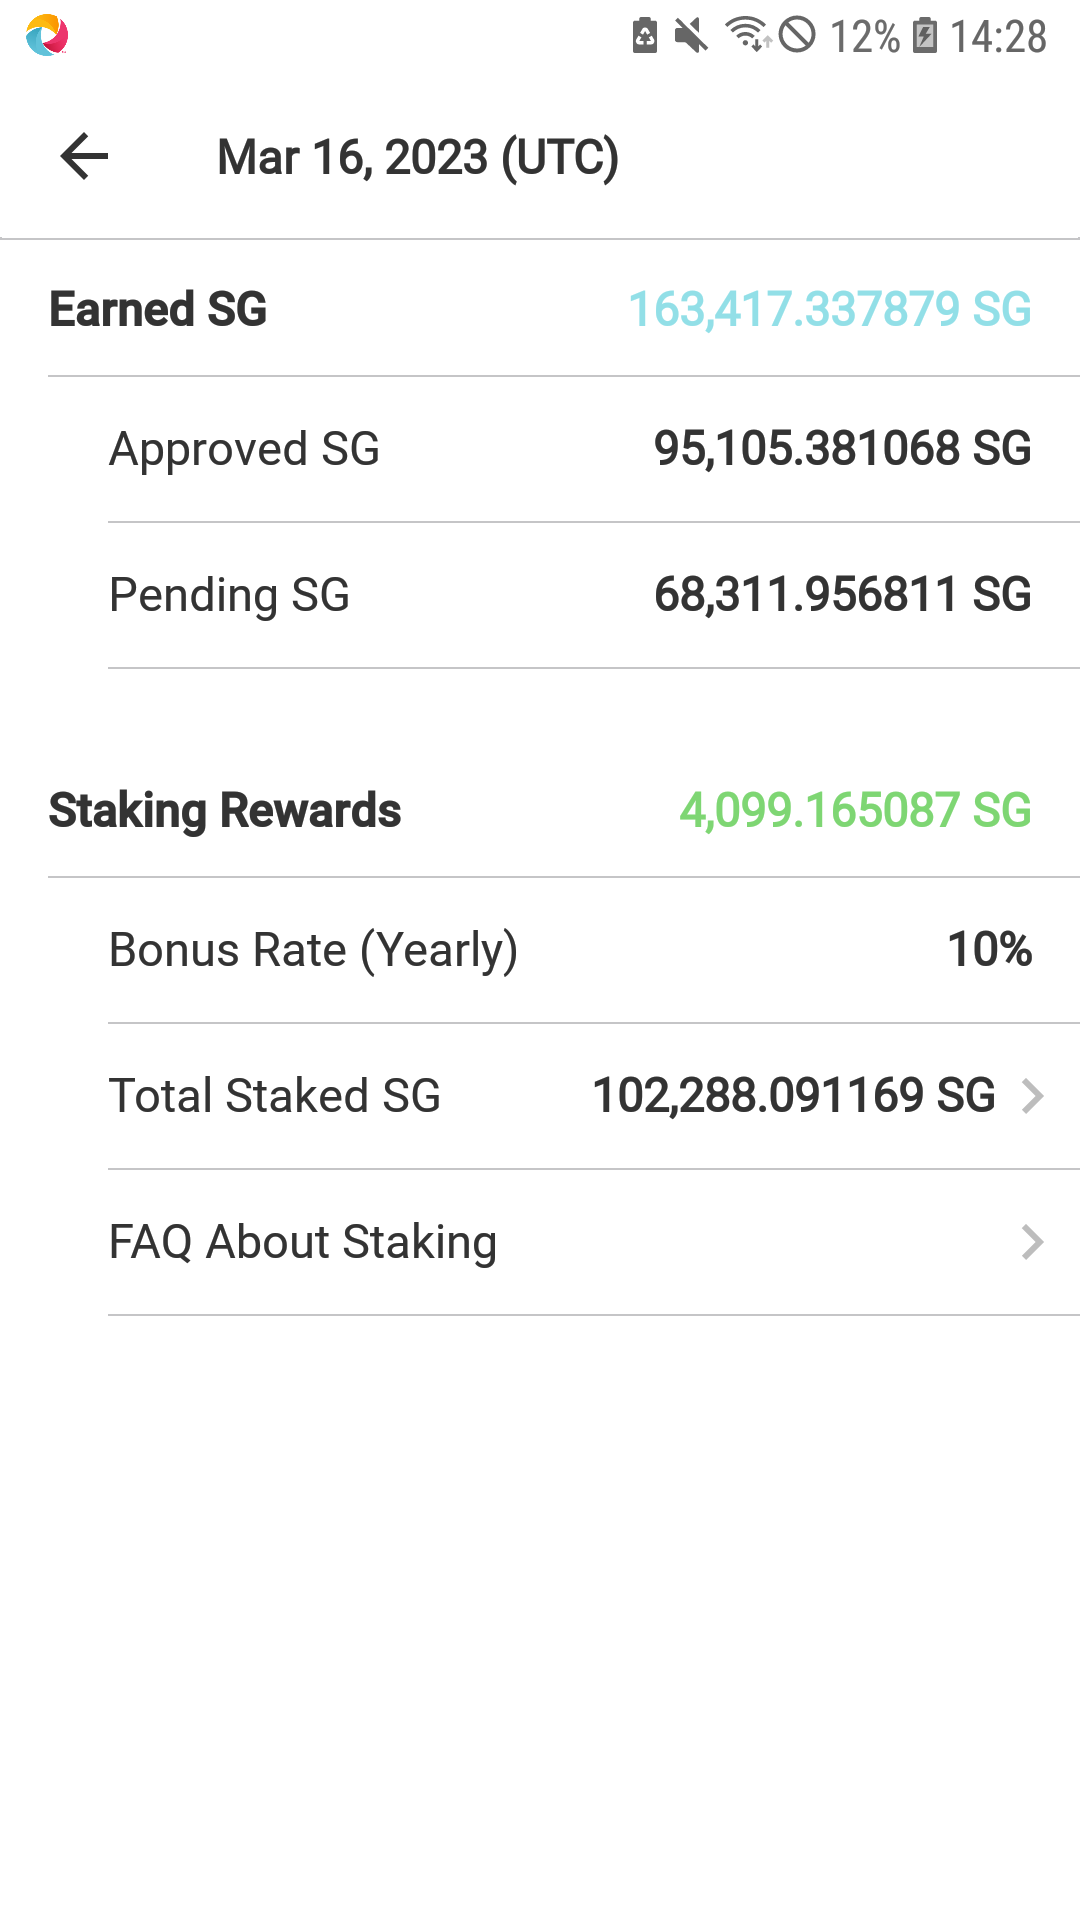 12% 14:28
Mar 16, 2023 (UTC)
Earned SG 163,417.337879 SG
Approved SG 95,105.381068 SG
Pending SG 68,311.956811 SG
Staking Rewards 4,099.165087 SG
Bonus Rate (Yearly) 10%
Total Staked SG 102,288.091169 SG
FAQ About Staking